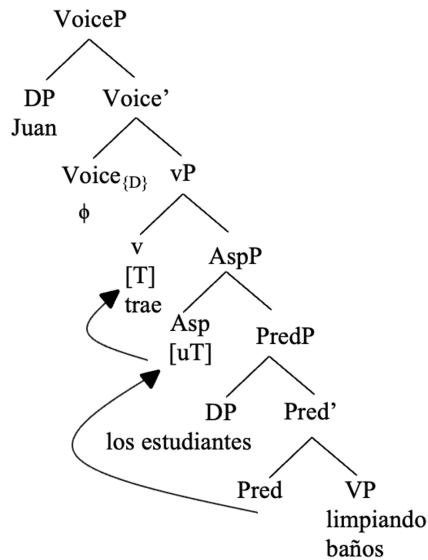 VoiceP
DP Voice’
Juan
Voice{D} vP
ϕ
v AspP
[T]
trae Asp PredP
[uT]
DP Pred’
los estudiantes
Pred VP
limpiando
baños